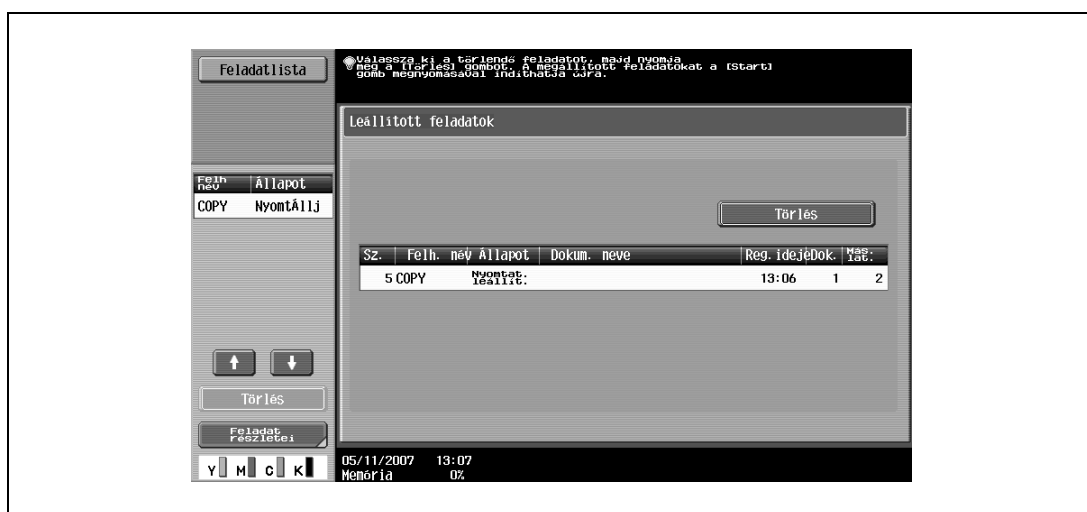 Feladatlista
Válassza ki a törlendő feladatot, majd nyomja
meg a [Törlés] gombot. A megállított feladatokat a [Start]
gomb megnyomásával indíthatja újra.
Leállított feladatok
Felh név Állapot
COPY NyomtÁllj
Törlés
Sz. Felh. név Állapot Dokum. neve Reg. ideje Dok. Más. lat.
5 COPY Nyomtat. leállít. 13:06 1 2
Törlés
Feladat
részletei
Y M C K
05/11/2007 13:07
Memória 0%